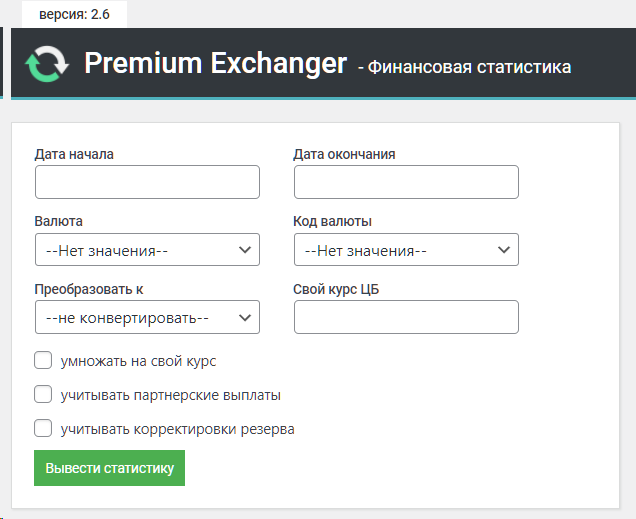 версия: 2.6
Premium Exchanger - Финансовая статистика
Дата начала Дата окончания
Валюта Код валюты
--Нет значения-- --Нет значения--
Преобразовать к Свой курс ЦБ
--не конвертировать--
умножать на свой курс
учитывать партнерские выплаты
учитывать корректировки резерва
Вывести статистику